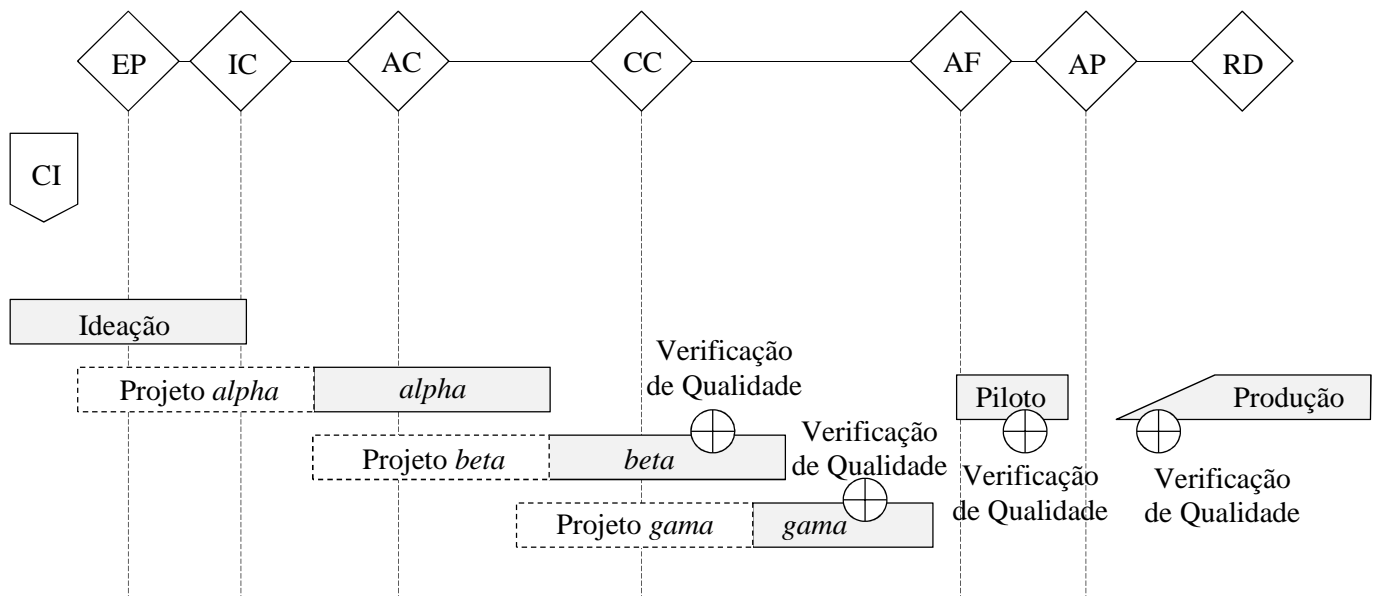 EP
IC
AC
CC
AF
AP
RD
CI
Ideação
Projeto alpha
alpha
Verificação
de Qualidade
Piloto
Produção
Projeto beta
beta
Verificação
de Qualidade
Verificação
de Qualidade
Verificação
de Qualidade
Projeto gama
gama